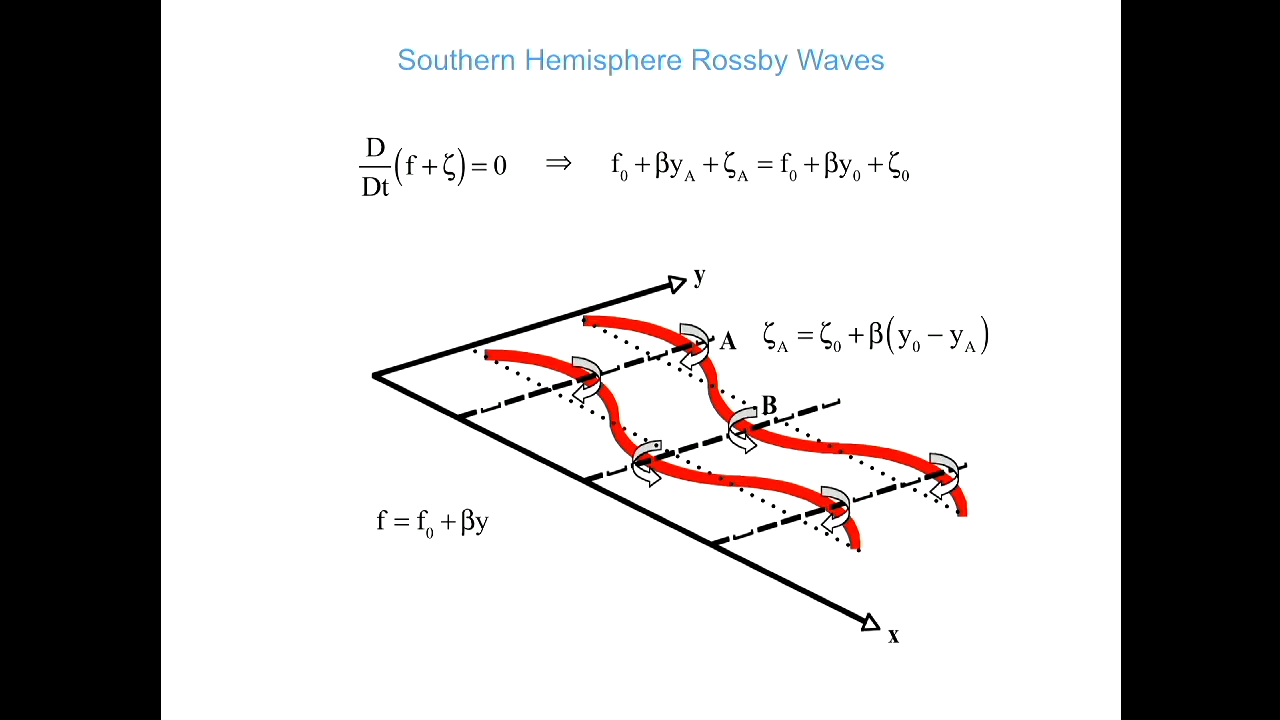 Southern Hemisphere Rossby Waves
D/Dt (f + ζ) = 0 ⇒ f₀ + βy_A + ζ_A = f₀ + βy₀ + ζ₀
y
A ζ_A = ζ₀ + β(y₀ − y_A)
B
f = f₀ + βy
x